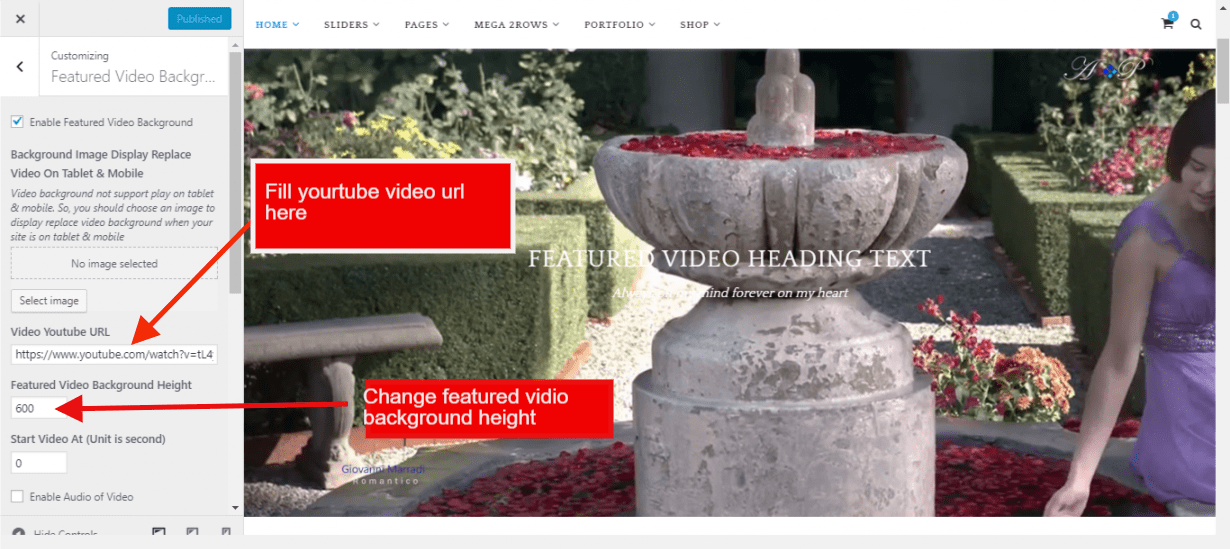 Published
HOME SLIDERS PAGES MEGA 2ROWS PORTFOLIO SHOP
1
Customizing
Featured Video Backgr...
Enable Featured Video Background
Background Image Display Replace
Video On Tablet & Mobile
Video background not support play on tablet
& mobile. So, you should choose an image to
display replace video background when your
site is on tablet & mobile
No image selected
Select image
Video Youtube URL
https://www.youtube.com/watch?v=tL4
Featured Video Background Height
600
Start Video At (Unit is second)
0
Enable Audio of Video
Hide Controls
A P
Fill yourtube video url
here
FEATURED VIDEO HEADING TEXT
mind forever on my heart
Change featured vidio
background height
Giovanni Marradi
Romantico